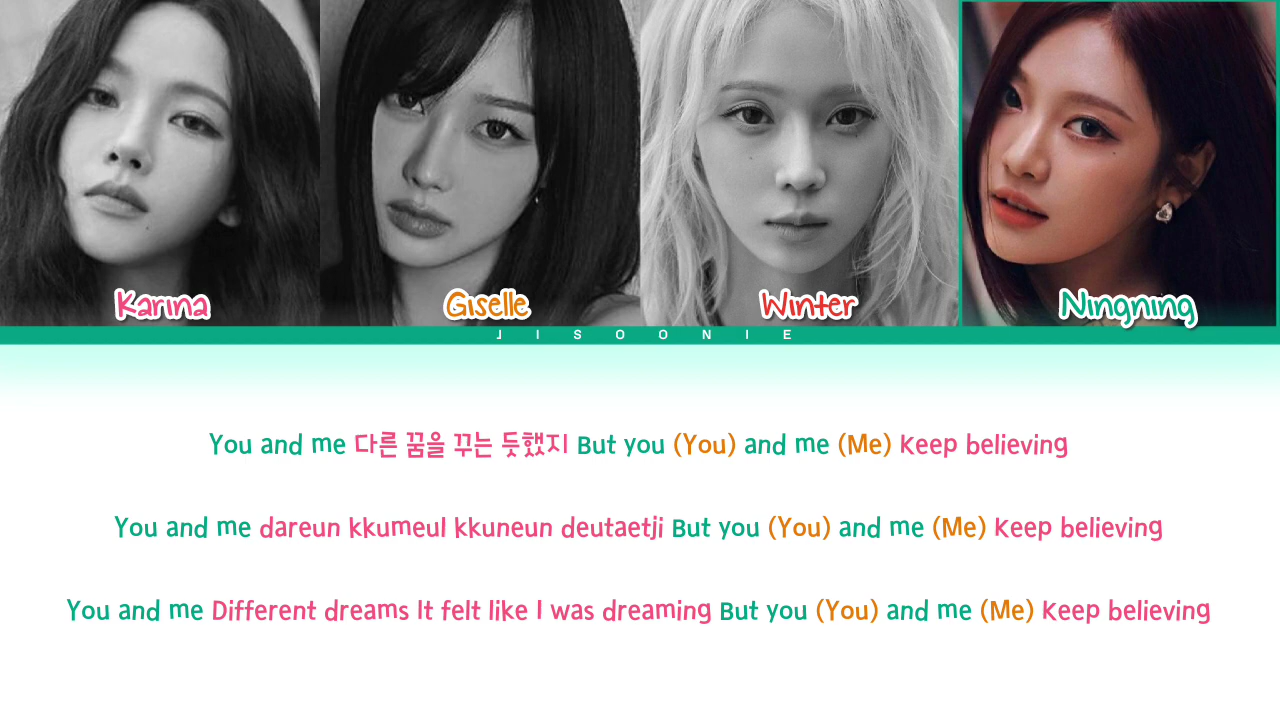 Karina Giselle Winter Ningning
JISOONIE
You and me 다른 꿈을 꾸는 듯했지 But you (You) and me (Me) Keep believing
You and me dareun kkumeul kkuneun deutaetji But you (You) and me (Me) Keep believing
You and me Different dreams It felt like I was dreaming But you (You) and me (Me) Keep believing